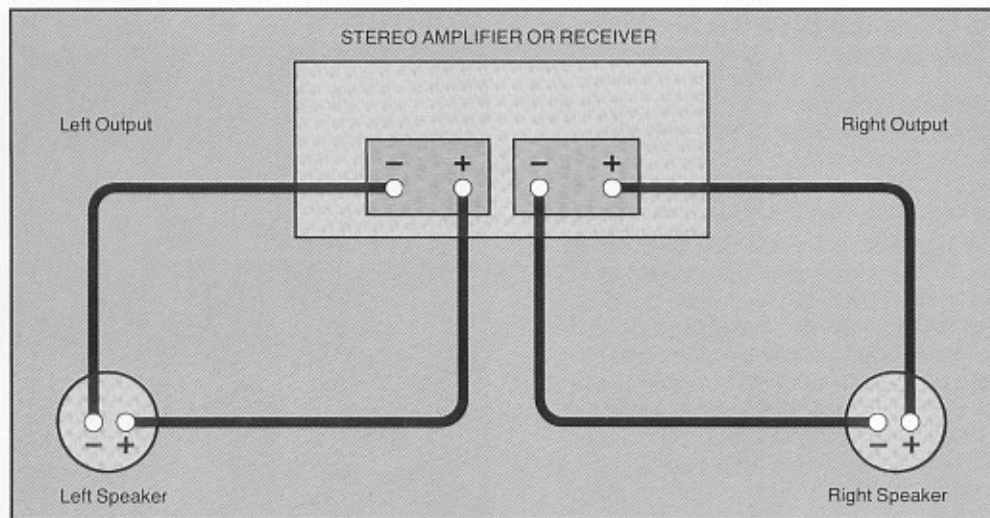 STEREO AMPLIFIER OR RECEIVER
Left Output
Right Output
− + − +
− + − +
Left Speaker
Right Speaker